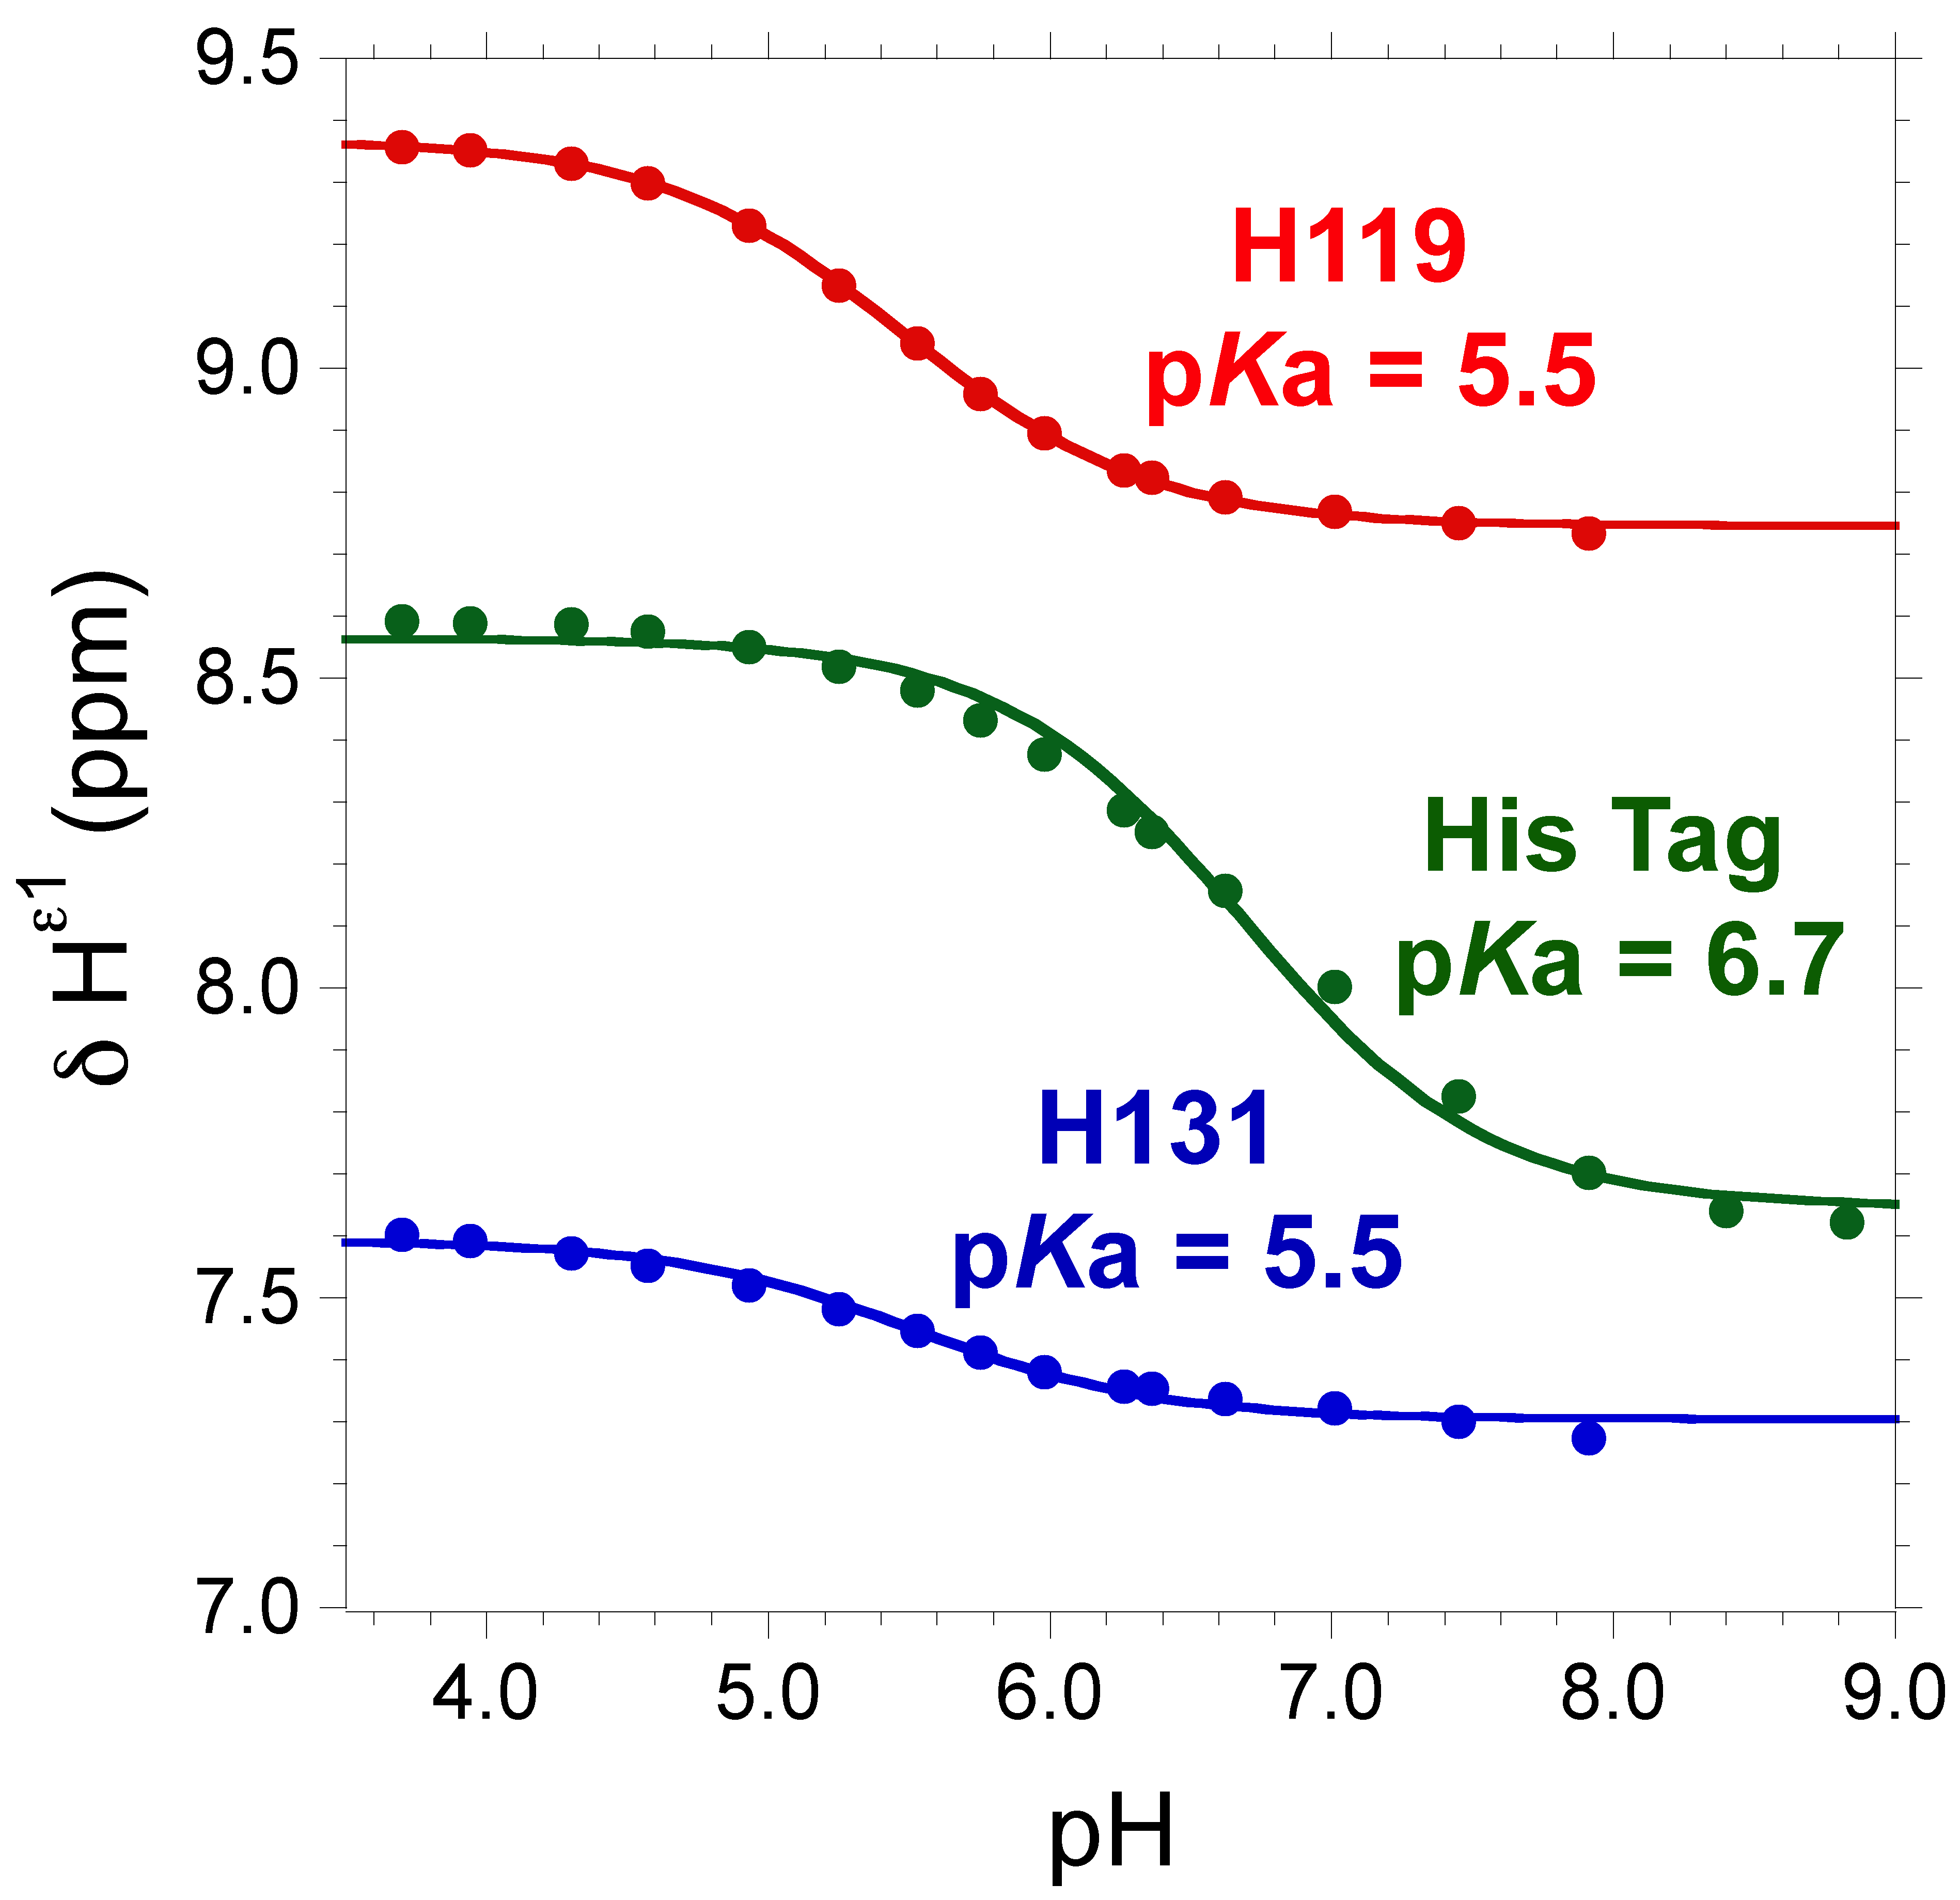 9.5
9.0
8.5
8.0
7.5
7.0
δ Hε1 (ppm)
H119
pKa = 5.5
His Tag
pKa = 6.7
H131
pKa = 5.5
4.0 5.0 6.0 7.0 8.0 9.0
pH